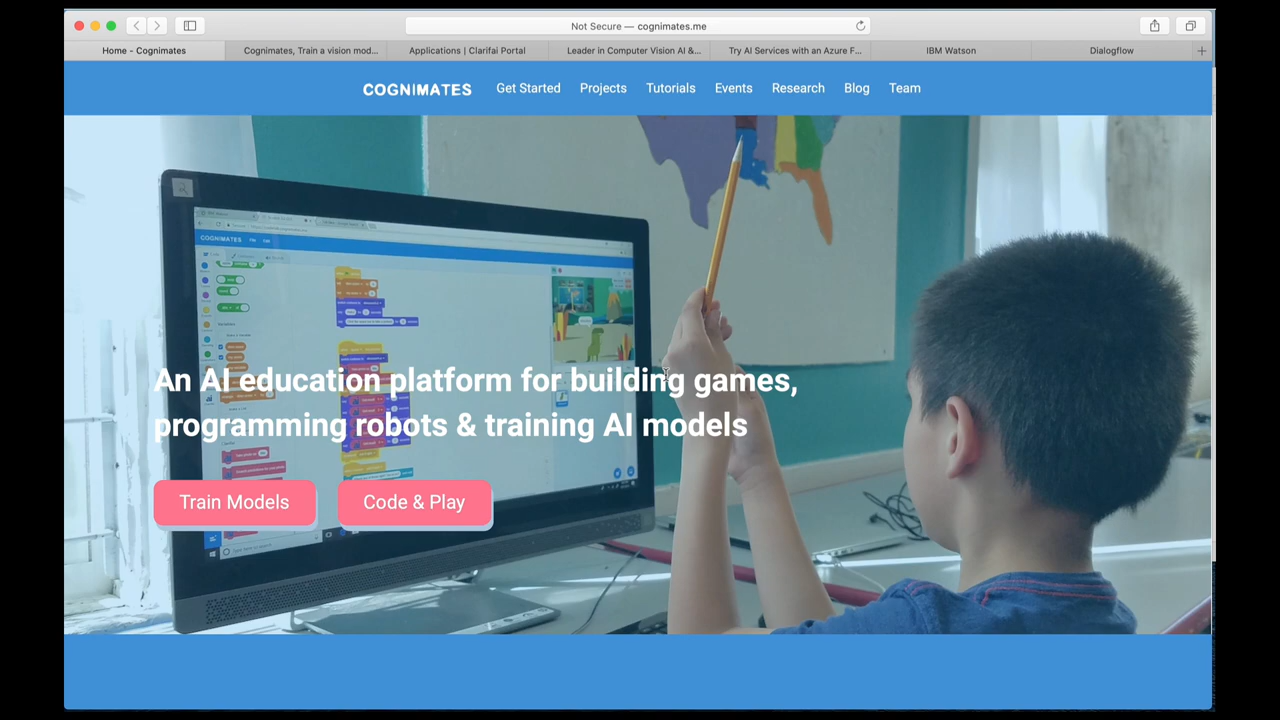 Not Secure — cognimates.me
Home - Cognimates
Cognimates, Train a vision mod...
Applications | Clarifai Portal
Leader in Computer Vision AI &...
Try AI Services with an Azure F...
IBM Watson
Dialogflow
COGNIMATES
Get Started
Projects
Tutorials
Events
Research
Blog
Team
COGNIMATES
An AI education platform for building games,
programming robots & training AI models
Train Models
Code & Play